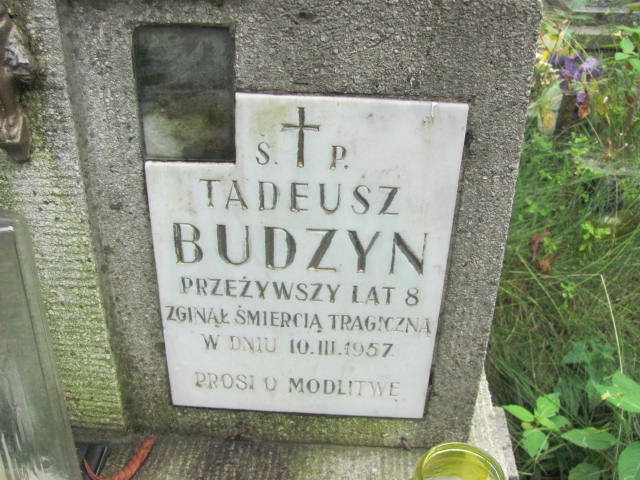 Ś. P.
TADEUSZ
BUDZYN
PRZEŻYWSZY LAT 8
ZGINĄŁ ŚMIERCIĄ TRAGICZNĄ
W DNIU 10.III.1957
PROSI O MODLITWĘ